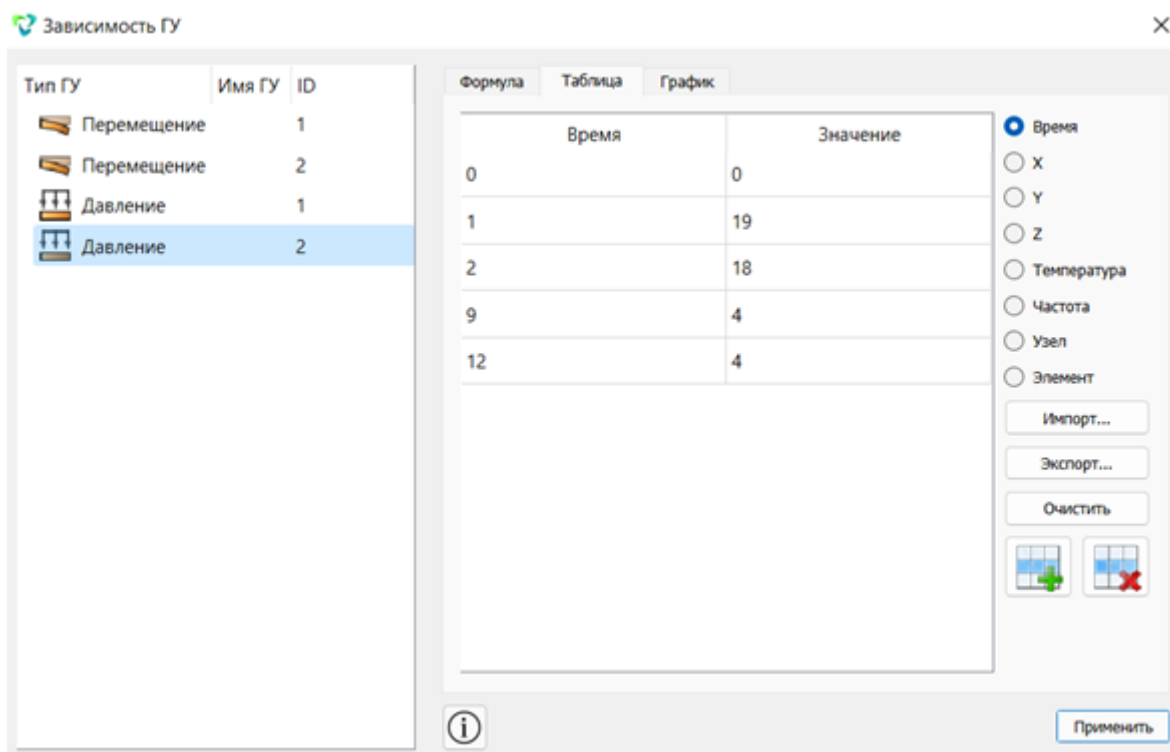 Зависимость ГУ
Тип ГУ Имя ГУ ID
Перемещение 1
Перемещение 2
Давление 1
Давление 2
Формула Таблица График
Время Значение
0 0
1 19
2 18
9 4
12 4
Время
X
Y
Z
Температура
Частота
Узел
Элемент
Импорт...
Экспорт...
Очистить
Применить